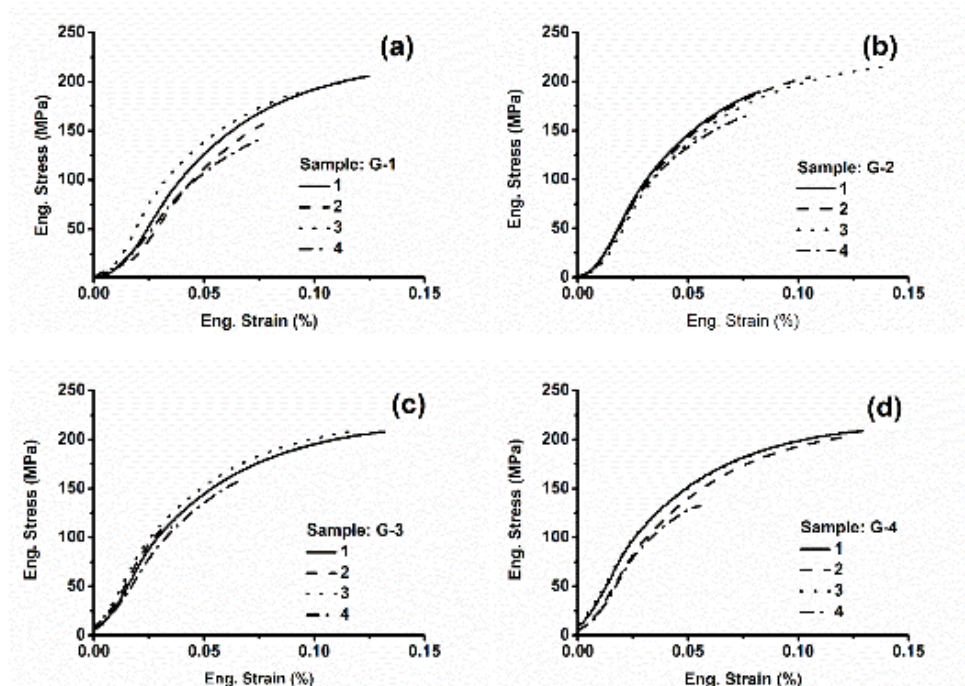 (a)
250
200
150
100
50
0
Eng. Stress (MPa)
Sample: G-1
1
2
3
4
0.00 0.05 0.10 0.15
Eng. Strain (%)
(b)
250
200
150
100
50
0
Eng. Stress (MPa)
Sample: G-2
1
2
3
4
0.00 0.05 0.10 0.15
Eng. Strain (%)
(c)
250
200
150
100
50
0
Eng. Stress (MPa)
Sample: G-3
1
2
3
4
0.00 0.05 0.10 0.15
Eng. Strain (%)
(d)
250
200
150
100
50
0
Eng. Stress (MPa)
Sample: G-4
1
2
3
4
0.00 0.05 0.10 0.15
Eng. Strain (%)